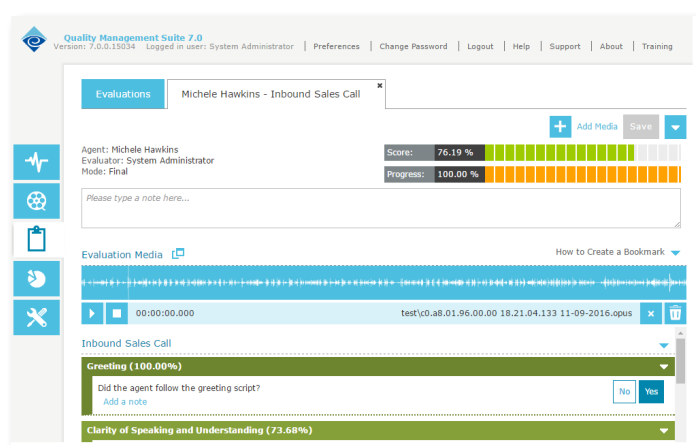 Quality Management Suite 7.0
Version: 7.0.0.15034 Logged in user: System Administrator | Preferences | Change Password | Logout | Help | Support | About | Training
Evaluations Michele Hawkins - Inbound Sales Call ×
+ Add Media Save
Agent: Michele Hawkins
Evaluator: System Administrator
Mode: Final
Score: 76.19 %
Progress: 100.00 %
Please type a note here...
Evaluation Media How to Create a Bookmark
00:00:00.000 test\c0.a8.01.96.00.00 18.21.04.133 11-09-2016.opus ×
Inbound Sales Call
Greeting (100.00%)
Did the agent follow the greeting script? No Yes
Add a note
Clarity of Speaking and Understanding (73.68%)